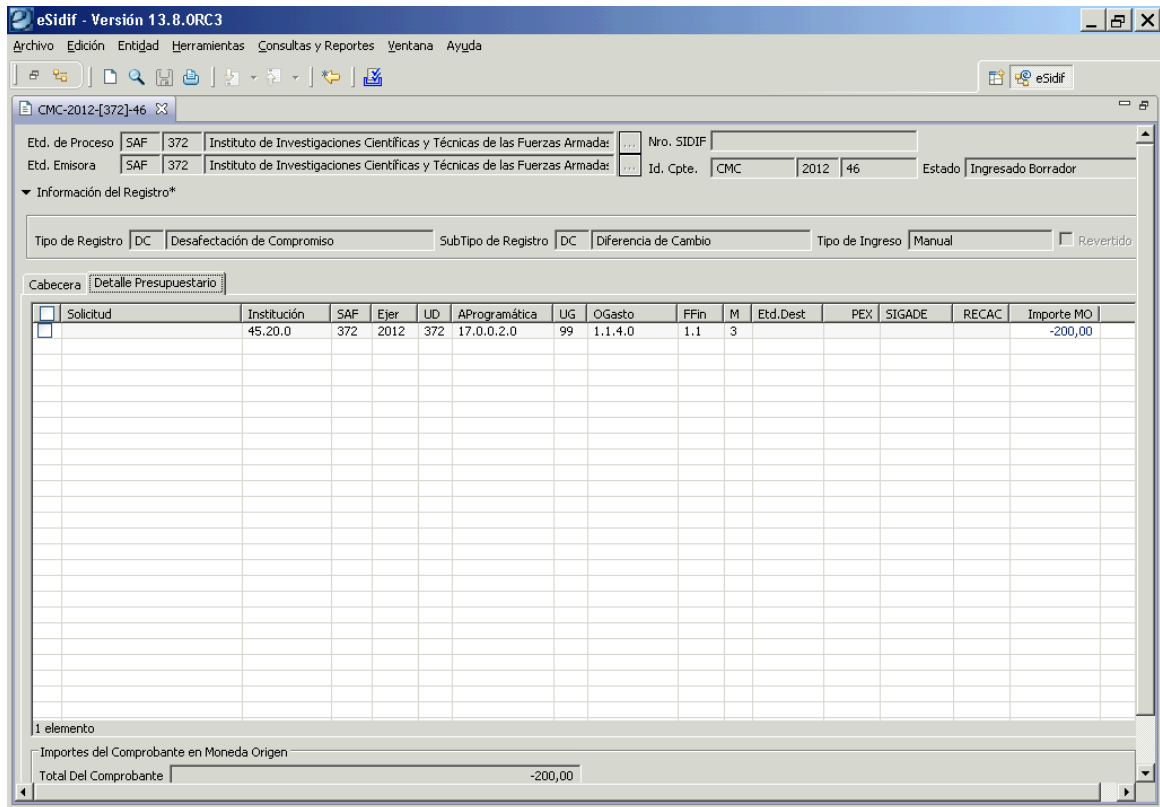 eSidif - Versión 13.8.0RC3
Archivo Edición Entidad Herramientas Consultas y Reportes Ventana Ayuda
eSidif
CMC-2012-[372]-46
Etd. de Proceso SAF 372 Instituto de Investigaciones Científicas y Técnicas de las Fuerzas Armadas ... Nro. SIDIF
Etd. Emisora SAF 372 Instituto de Investigaciones Científicas y Técnicas de las Fuerzas Armadas ... Id. Cpte. CMC 2012 46 Estado Ingresado Borrador
Información del Registro*
Tipo de Registro DC Desafectación de Compromiso SubTipo de Registro DC Diferencia de Cambio Tipo de Ingreso Manual Revertido
Cabecera Detalle Presupuestario
Solicitud Institución SAF Ejer UD AProgramática UG OGasto FFin M Etd.Dest PEX SIGADE RECAC Importe MO
45.20.0 372 2012 372 17.0.0.2.0 99 1.1.4.0 1.1 3 -200,00
1 elemento
Importes del Comprobante en Moneda Origen
Total Del Comprobante -200,00